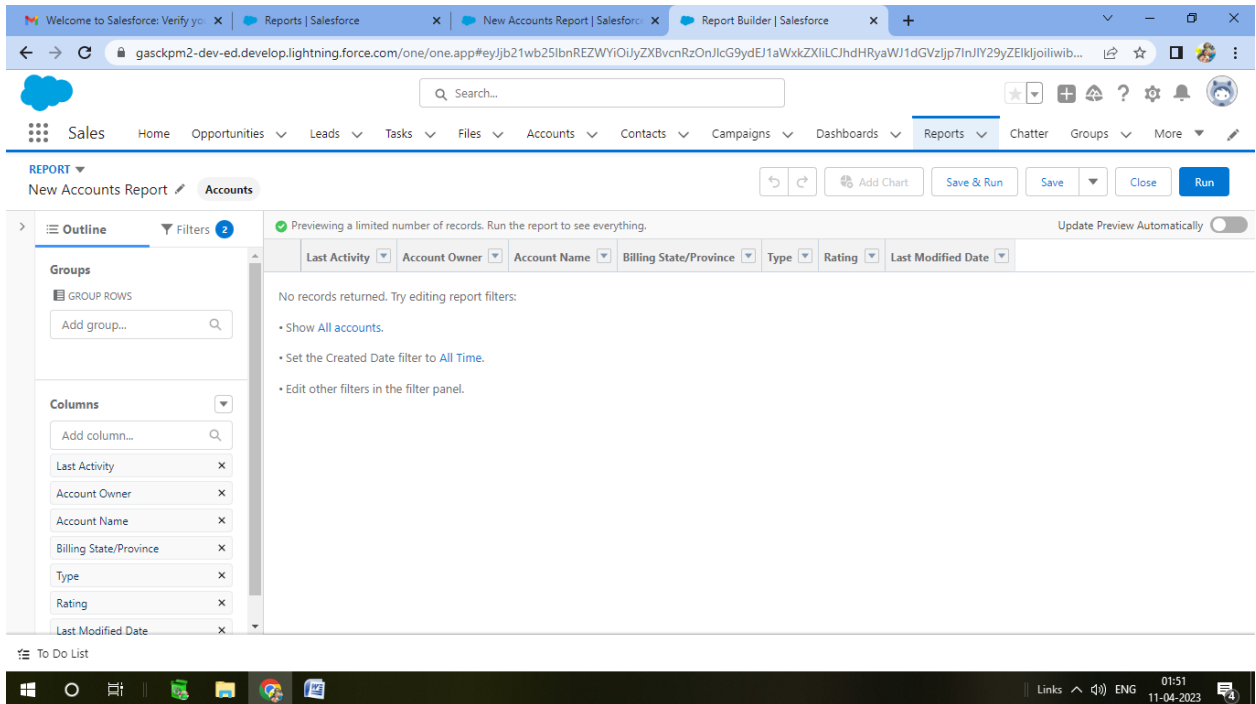 Welcome to Salesforce: Verify yo
Reports | Salesforce
New Accounts Report | Salesforc
Report Builder | Salesforce
gasckpm2-dev-ed.develop.lightning.force.com/one/one.app#eyJjb21wb25lbnREZWYiOiJyZXBvcnRzOnJlcG9ydEJ1aWxkZXIiLCJhdHRyaWJ1dGVzIjp7InJlY29yZElkIjoiIiwib...
Search...
Sales
Home Opportunities Leads Tasks Files Accounts Contacts Campaigns Dashboards Reports Chatter Groups More
REPORT
New Accounts Report Accounts
Add Chart Save & Run Save Close Run
Outline Filters 2
Previewing a limited number of records. Run the report to see everything.
Update Preview Automatically
Last Activity Account Owner Account Name Billing State/Province Type Rating Last Modified Date
Groups
GROUP ROWS
Add group...
No records returned. Try editing report filters:
• Show All accounts.
• Set the Created Date filter to All Time.
• Edit other filters in the filter panel.
Columns
Add column...
Last Activity
Account Owner
Account Name
Billing State/Province
Type
Rating
Last Modified Date
To Do List
Links ENG 01:51
11-04-2023
4